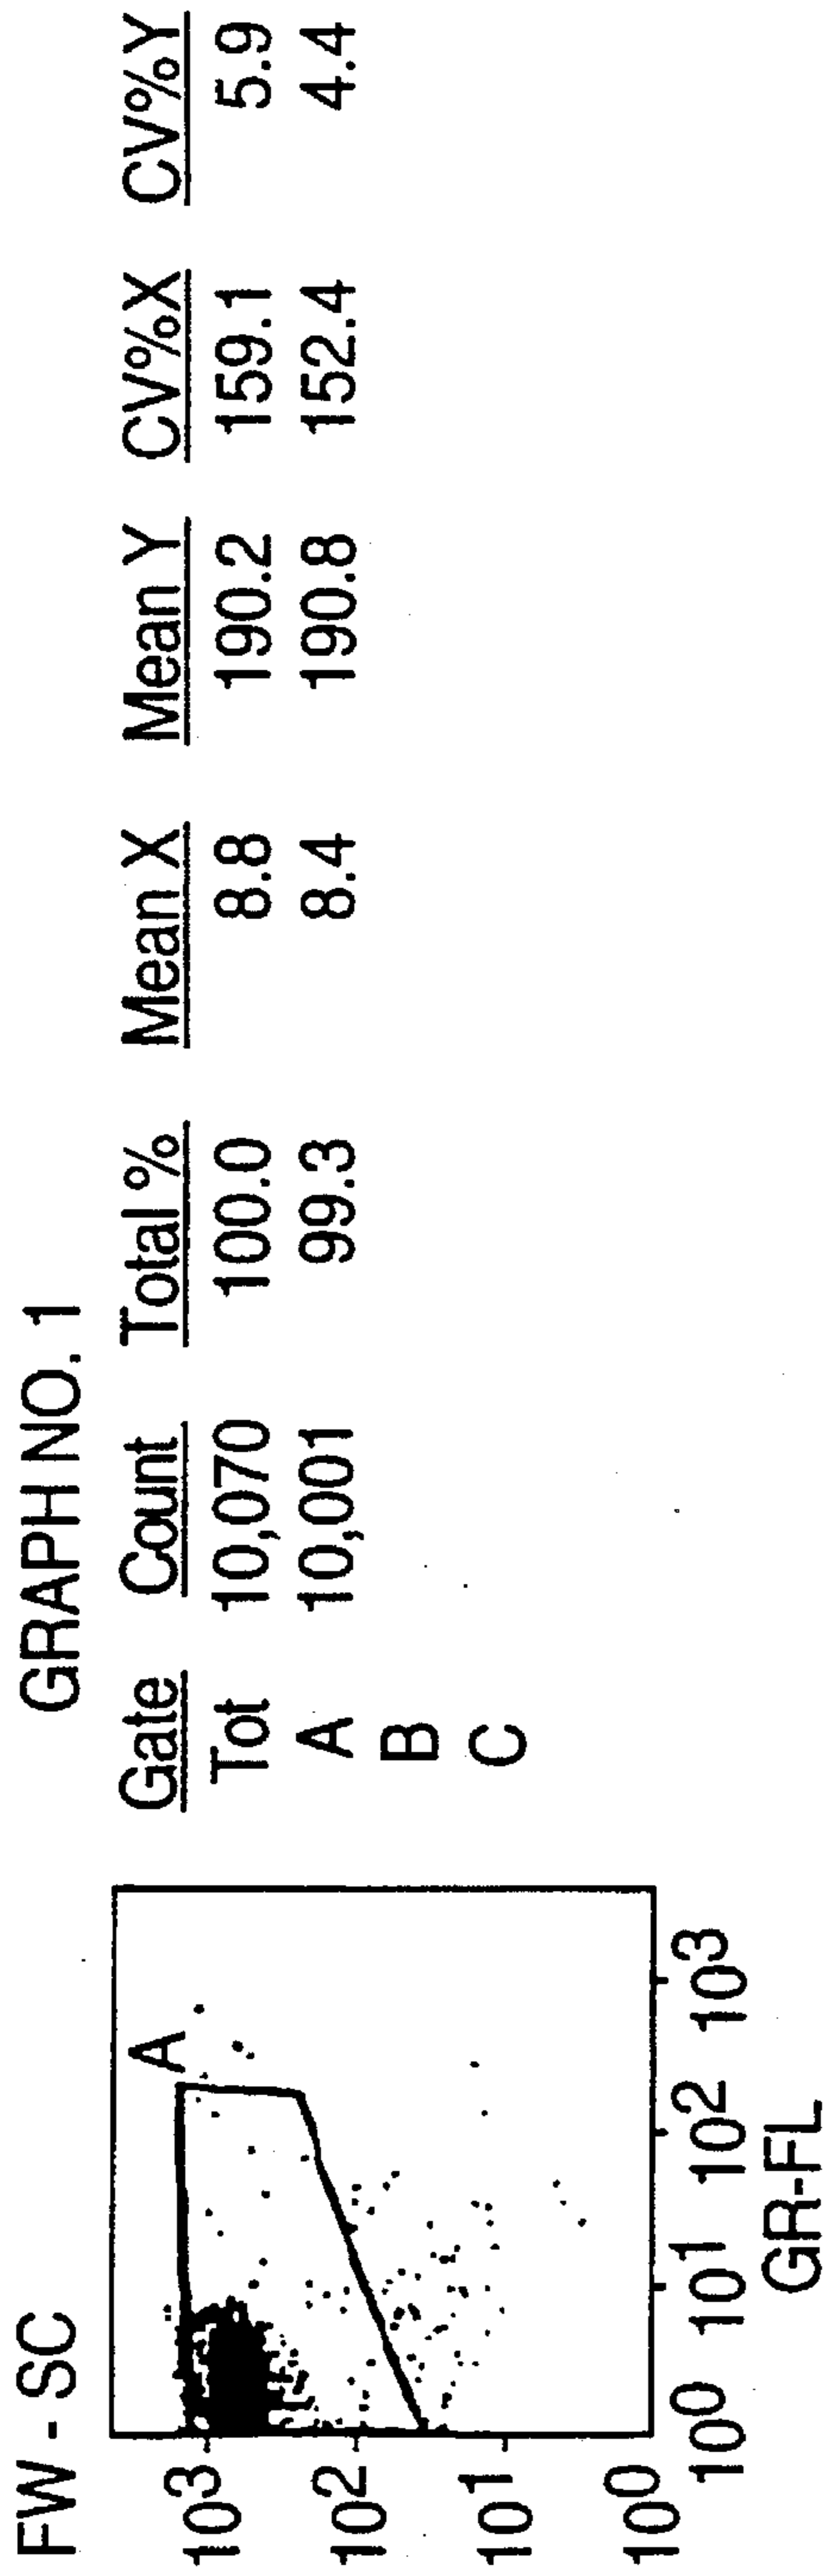 FW - SC
GRAPH NO. 1
Gate Count Total % Mean X Mean Y CV%X CV%Y
Tot 10,070 100.0 8.8 190.2 159.1 5.9
A 10,001 99.3 8.4 190.8 152.4 4.4
B
C
A
10³
10²
10¹
10⁰
10⁰ 10¹ 10² 10³
GR-FL